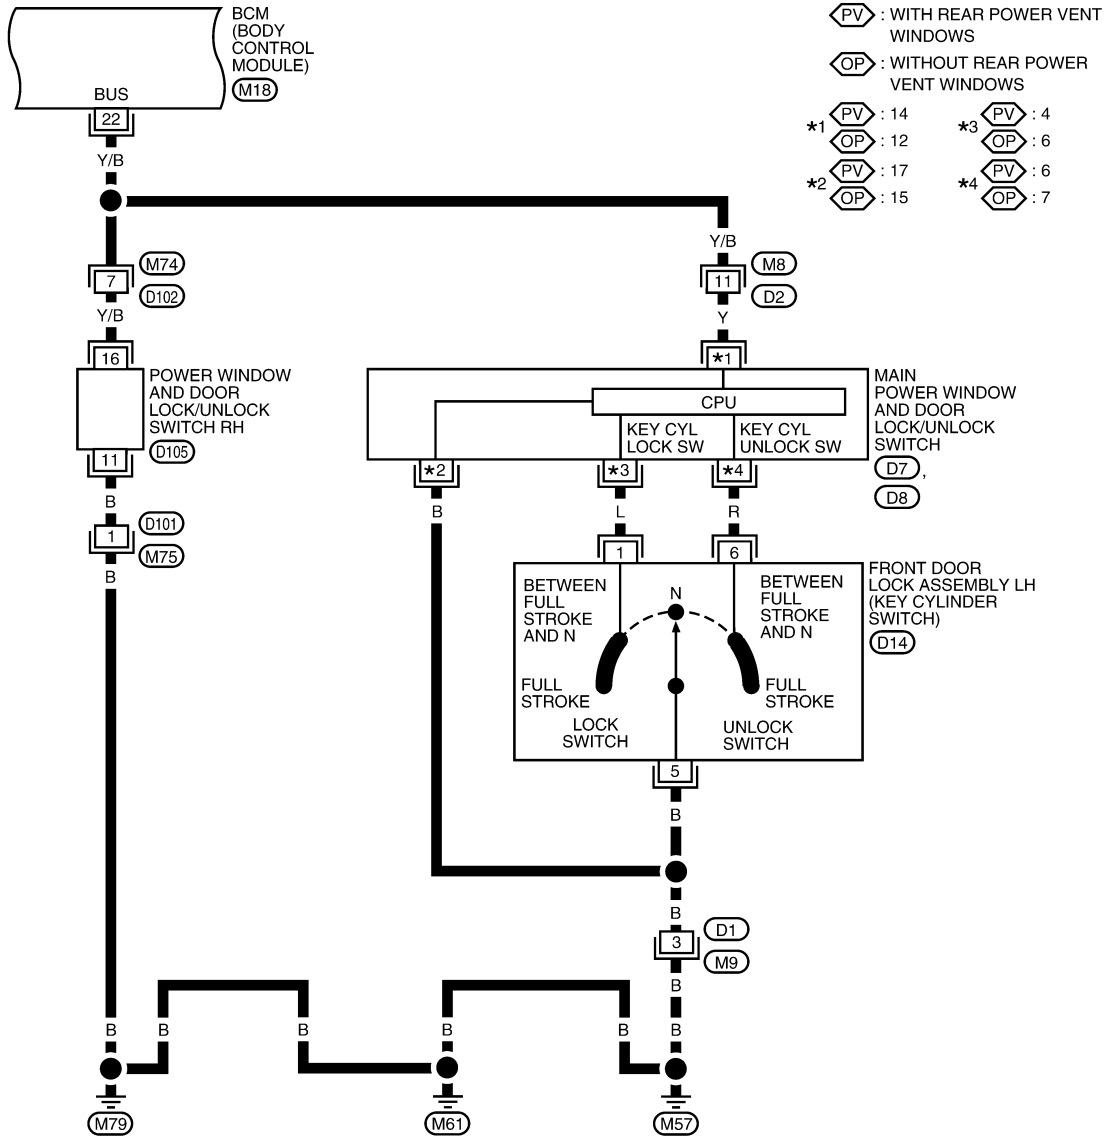 BCM
(BODY
CONTROL
MODULE)
M18
BUS
22
Y/B
PV : WITH REAR POWER VENT
WINDOWS
OP : WITHOUT REAR POWER
VENT WINDOWS
*1 PV : 14
OP : 12
*2 PV : 17
OP : 15
*3 PV : 4
OP : 6
*4 PV : 6
OP : 7
7
M74
D102
Y/B
16
POWER WINDOW
AND DOOR
LOCK/UNLOCK
SWITCH RH
D105
11
B
1
D101
M75
B
Y/B
11
M8
D2
Y
*1
CPU
KEY CYL
LOCK SW
KEY CYL
UNLOCK SW
MAIN
POWER WINDOW
AND DOOR
LOCK/UNLOCK
SWITCH
D7 ,
D8
*2
*3
*4
B
L
R
1
6
BETWEEN
FULL
STROKE
AND N
N
BETWEEN
FULL
STROKE
AND N
FULL
STROKE
FULL
STROKE
LOCK
SWITCH
UNLOCK
SWITCH
FRONT DOOR
LOCK ASSEMBLY LH
(KEY CYLINDER
SWITCH)
D14
5
B
B
3
D1
M9
B
B
B
B
B
B
B
M79
M61
M57